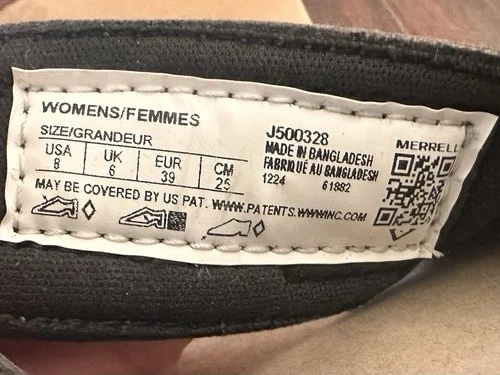 WOMENS/FEMMES
SIZE/GRANDEUR
USA UK EUR CM
8 6 39 25
MAY BE COVERED BY US PAT. WWW.PATENTS.WWWINC.COM
J500328
MADE IN BANGLADESH
FABRIQUÉ AU BANGLADESH
1224 61882
MERRELL